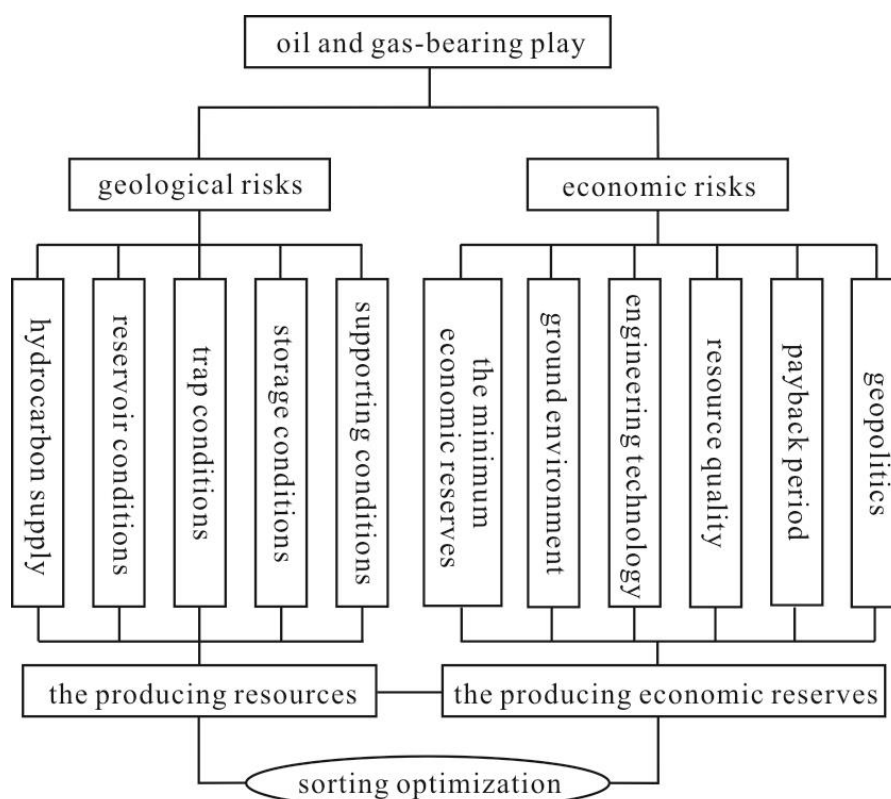 oil and gas-bearing play
geological risks
economic risks
hydrocarbon supply
reservoir conditions
trap conditions
storage conditions
supporting conditions
the minimum
economic reserves
ground environment
engineering technology
resource quality
payback period
geopolitics
the producing resources
the producing economic reserves
sorting optimization